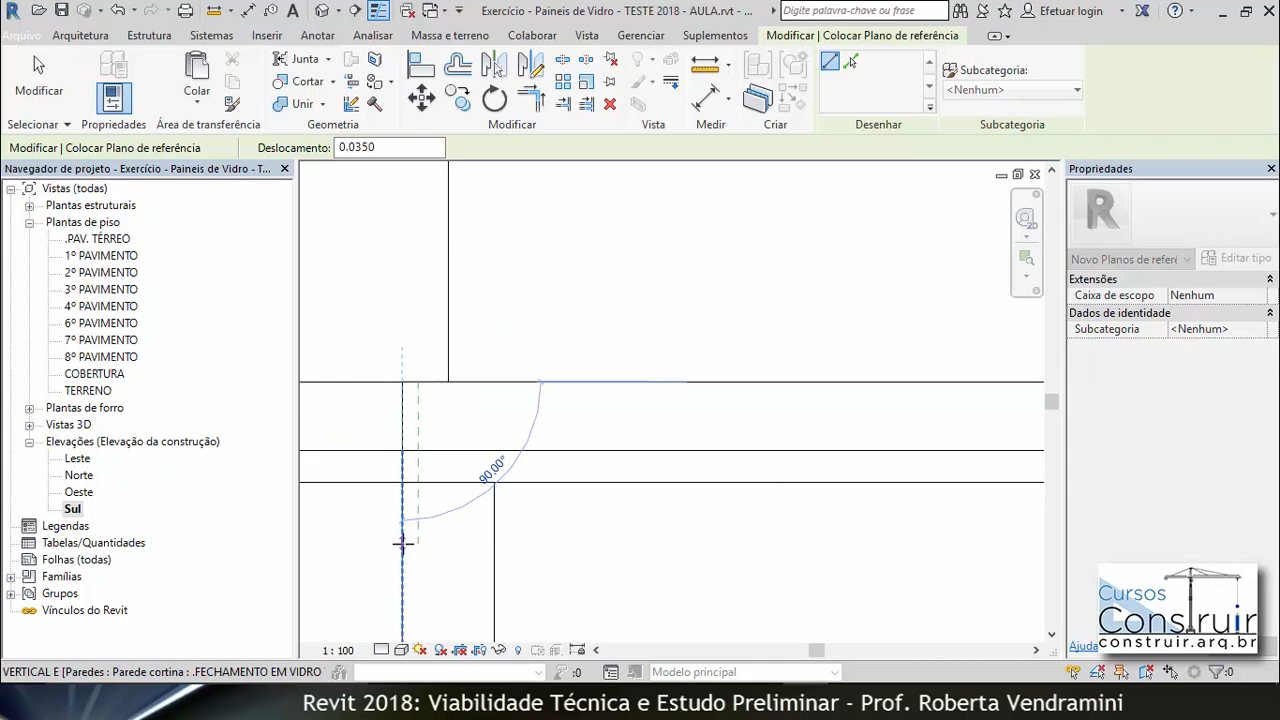 Exercício - Paineis de Vidro - TESTE 2018 - AULA.rvt -
Digite palavra-chave ou frase
Efetuar login
Arquivo Arquitetura Estrutura Sistemas Inserir Anotar Analisar Massa e terreno Colaborar Vista Gerenciar Suplementos Modificar | Colocar Plano de referência
Modificar
Colar
Junta
Cortar
Unir
Subcategoria:
<Nenhum>
Selecionar Propriedades Área de transferência Geometria Modificar Vista Medir Criar Desenhar Subcategoria
Modificar | Colocar Plano de referência Deslocamento: 0.0350
Navegador de projeto - Exercício - Paineis de Vidro - T...
Vistas (todas)
Plantas estruturais
Plantas de piso
.PAV. TÉRREO
1º PAVIMENTO
2º PAVIMENTO
3º PAVIMENTO
4º PAVIMENTO
6º PAVIMENTO
7º PAVIMENTO
8º PAVIMENTO
COBERTURA
TERRENO
Plantas de forro
Vistas 3D
Elevações (Elevação da construção)
Leste
Norte
Oeste
Sul
Legendas
Tabelas/Quantidades
Folhas (todas)
Famílias
Grupos
Vínculos do Revit
90.00°
2D
Propriedades
R
Novo Planos de referê
Editar tipo
Extensões
Caixa de escopo Nenhum
Dados de identidade
Subcategoria <Nenhum>
Ajuda
Cursos
Construir
construir.arq.br
1 : 100
VERTICAL E [Paredes : Parede cortina : .FECHAMENTO EM VIDRO
:0
Modelo principal
:0
Revit 2018: Viabilidade Técnica e Estudo Preliminar - Prof. Roberta Vendramini